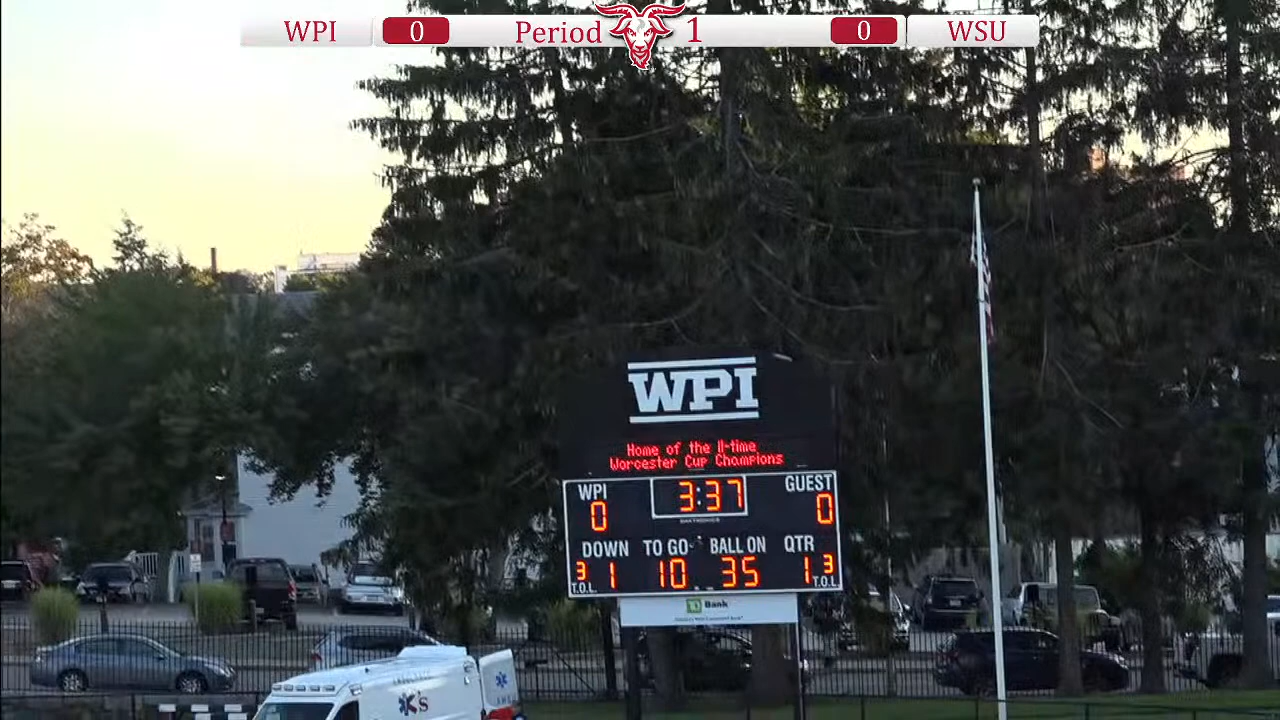 WPI 0 Period 1 0 WSU
WPI
Home of the 11-time
Worcester Cup Champions
WPI 3:37 GUEST
0 0
DAKTRONICS
DOWN TO GO BALL ON QTR
3 1 10 35 1 3
T.O.L. T.O.L.
TD Bank
K's